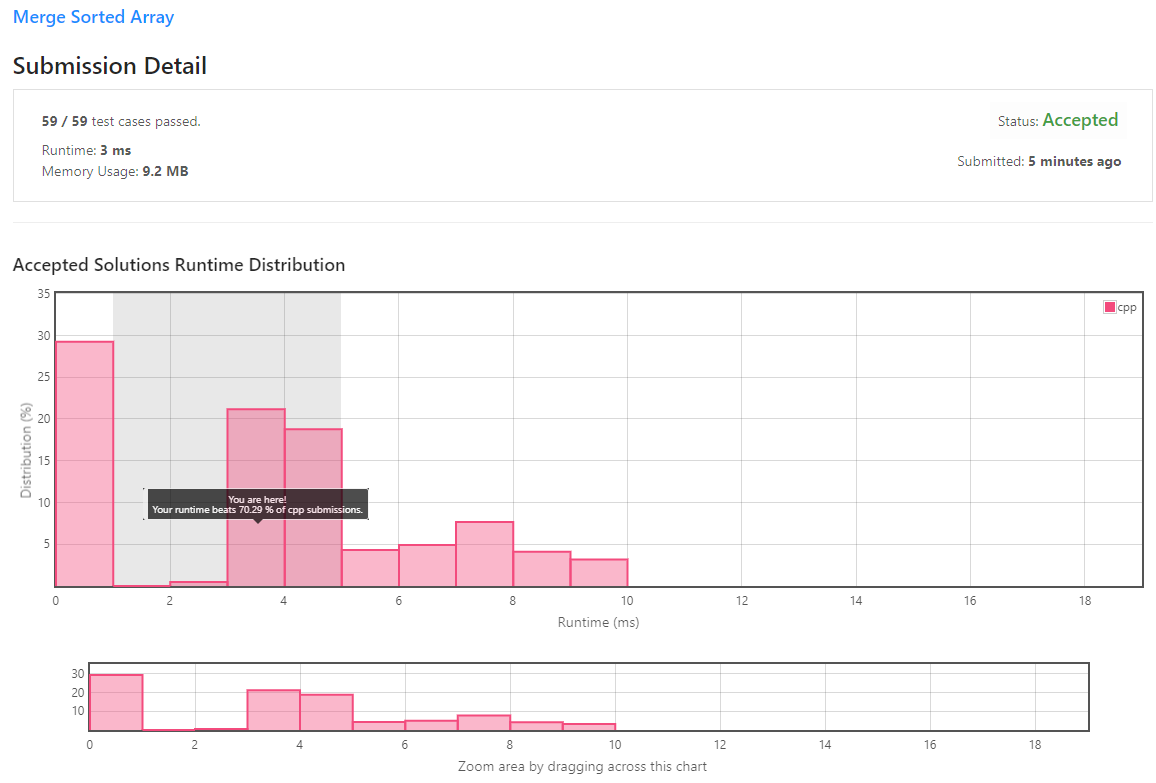 Merge Sorted Array
Submission Detail
59 / 59 test cases passed.
Status: Accepted
Runtime: 3 ms
Submitted: 5 minutes ago
Memory Usage: 9.2 MB
Accepted Solutions Runtime Distribution
35
30
25
20
15
10
5
Distribution (%)
cpp
You are here!
Your runtime beats 70.29 % of cpp submissions.
0 2 4 6 8 10 12 14 16 18
Runtime (ms)
30
20
10
0 2 4 6 8 10 12 14 16 18
Zoom area by dragging across this chart